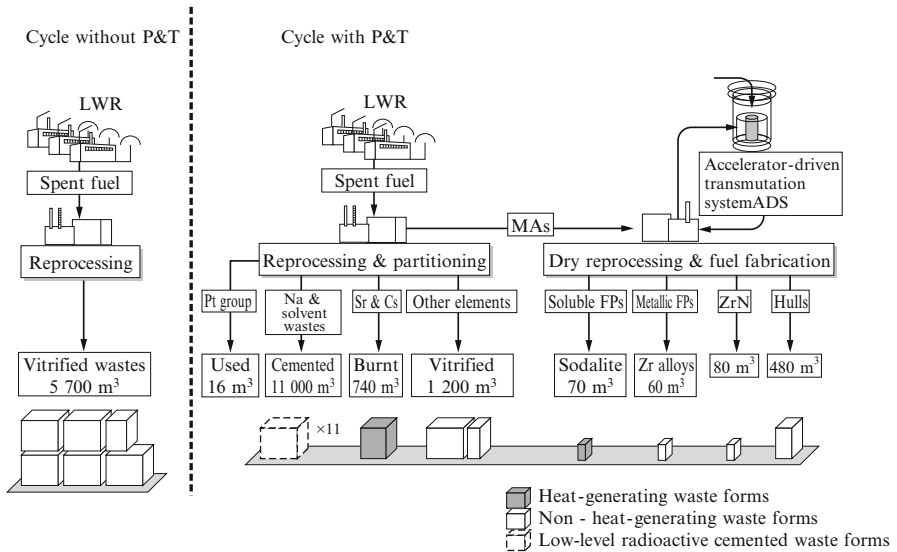 Cycle without P&T
LWR
Spent fuel
Reprocessing
Vitrified wastes
5 700 m³
Cycle with P&T
LWR
Spent fuel
MAs
Accelerator-driven
transmutation
systemADS
Reprocessing & partitioning
Dry reprocessing & fuel fabrication
Pt group
Na &
solvent
wastes
Sr & Cs
Other elements
Soluble FPs
Metallic FPs
ZrN
Hulls
Used
16 m³
Cemented
11 000 m³
Burnt
740 m³
Vitrified
1 200 m³
Sodalite
70 m³
Zr alloys
60 m³
80 m³
480 m³
×11
Heat-generating waste forms
Non - heat-generating waste forms
Low-level radioactive cemented waste forms